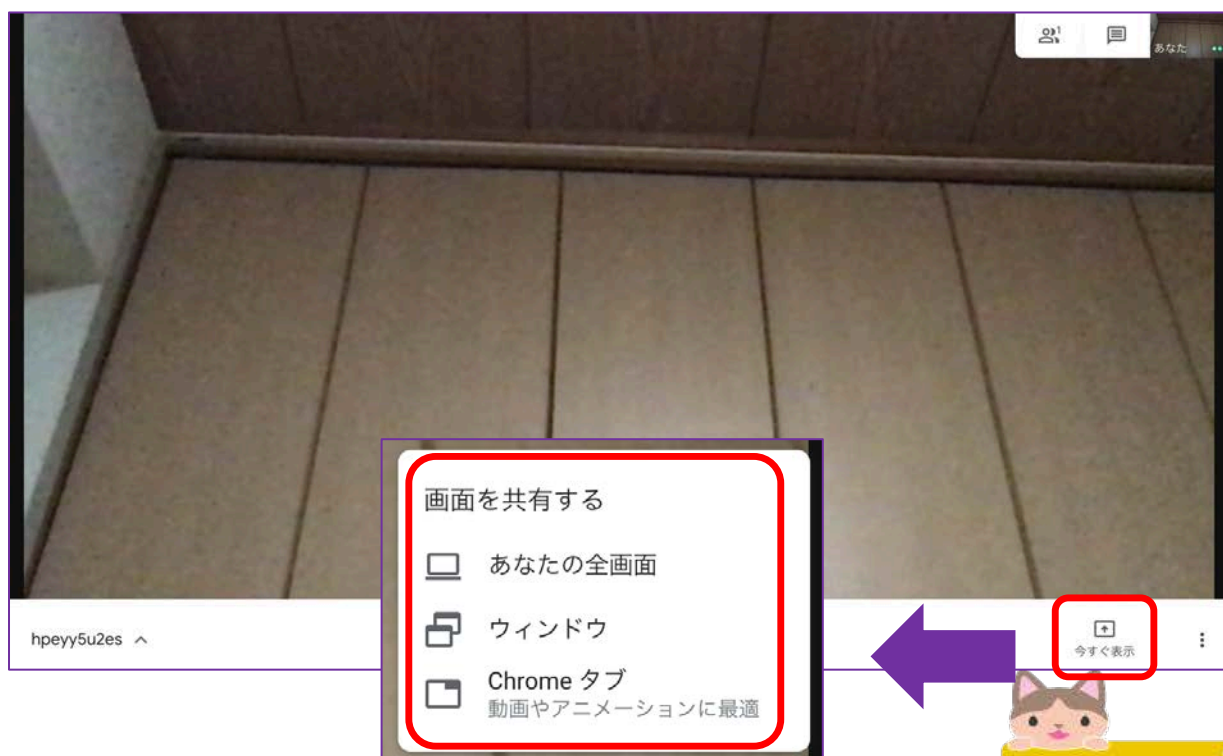 1
あなた
画面を共有する
あなたの全画面
ウィンドウ
Chrome タブ
動画やアニメーションに最適
hpeyy5u2es
今すぐ表示